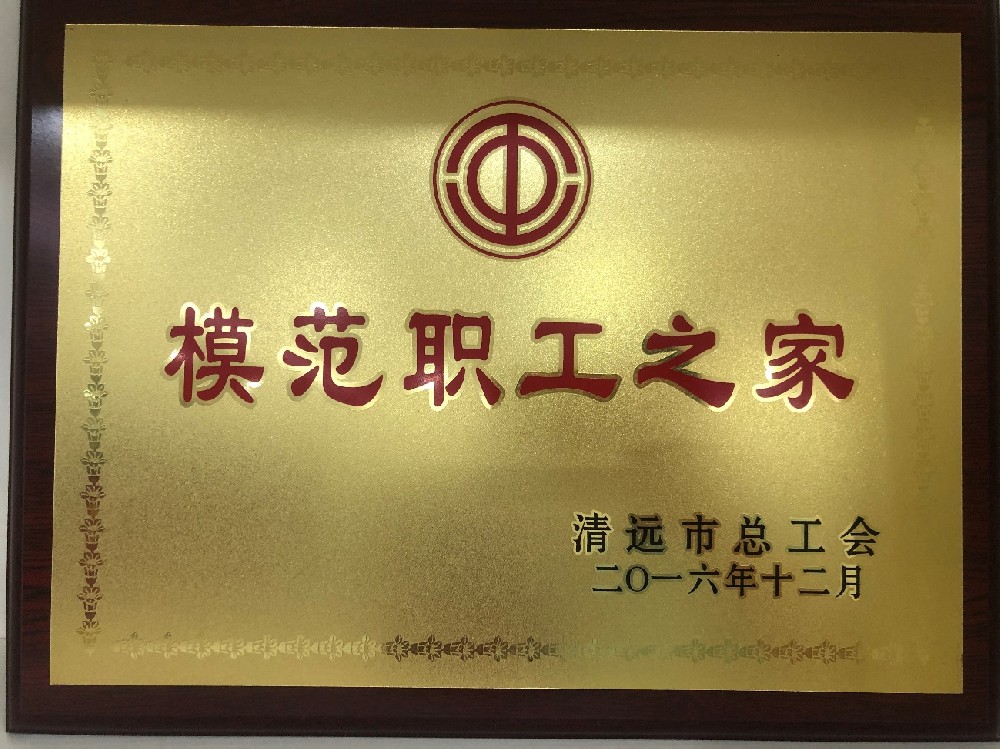 模范职工之家
清远市总工会
二〇一六年十二月